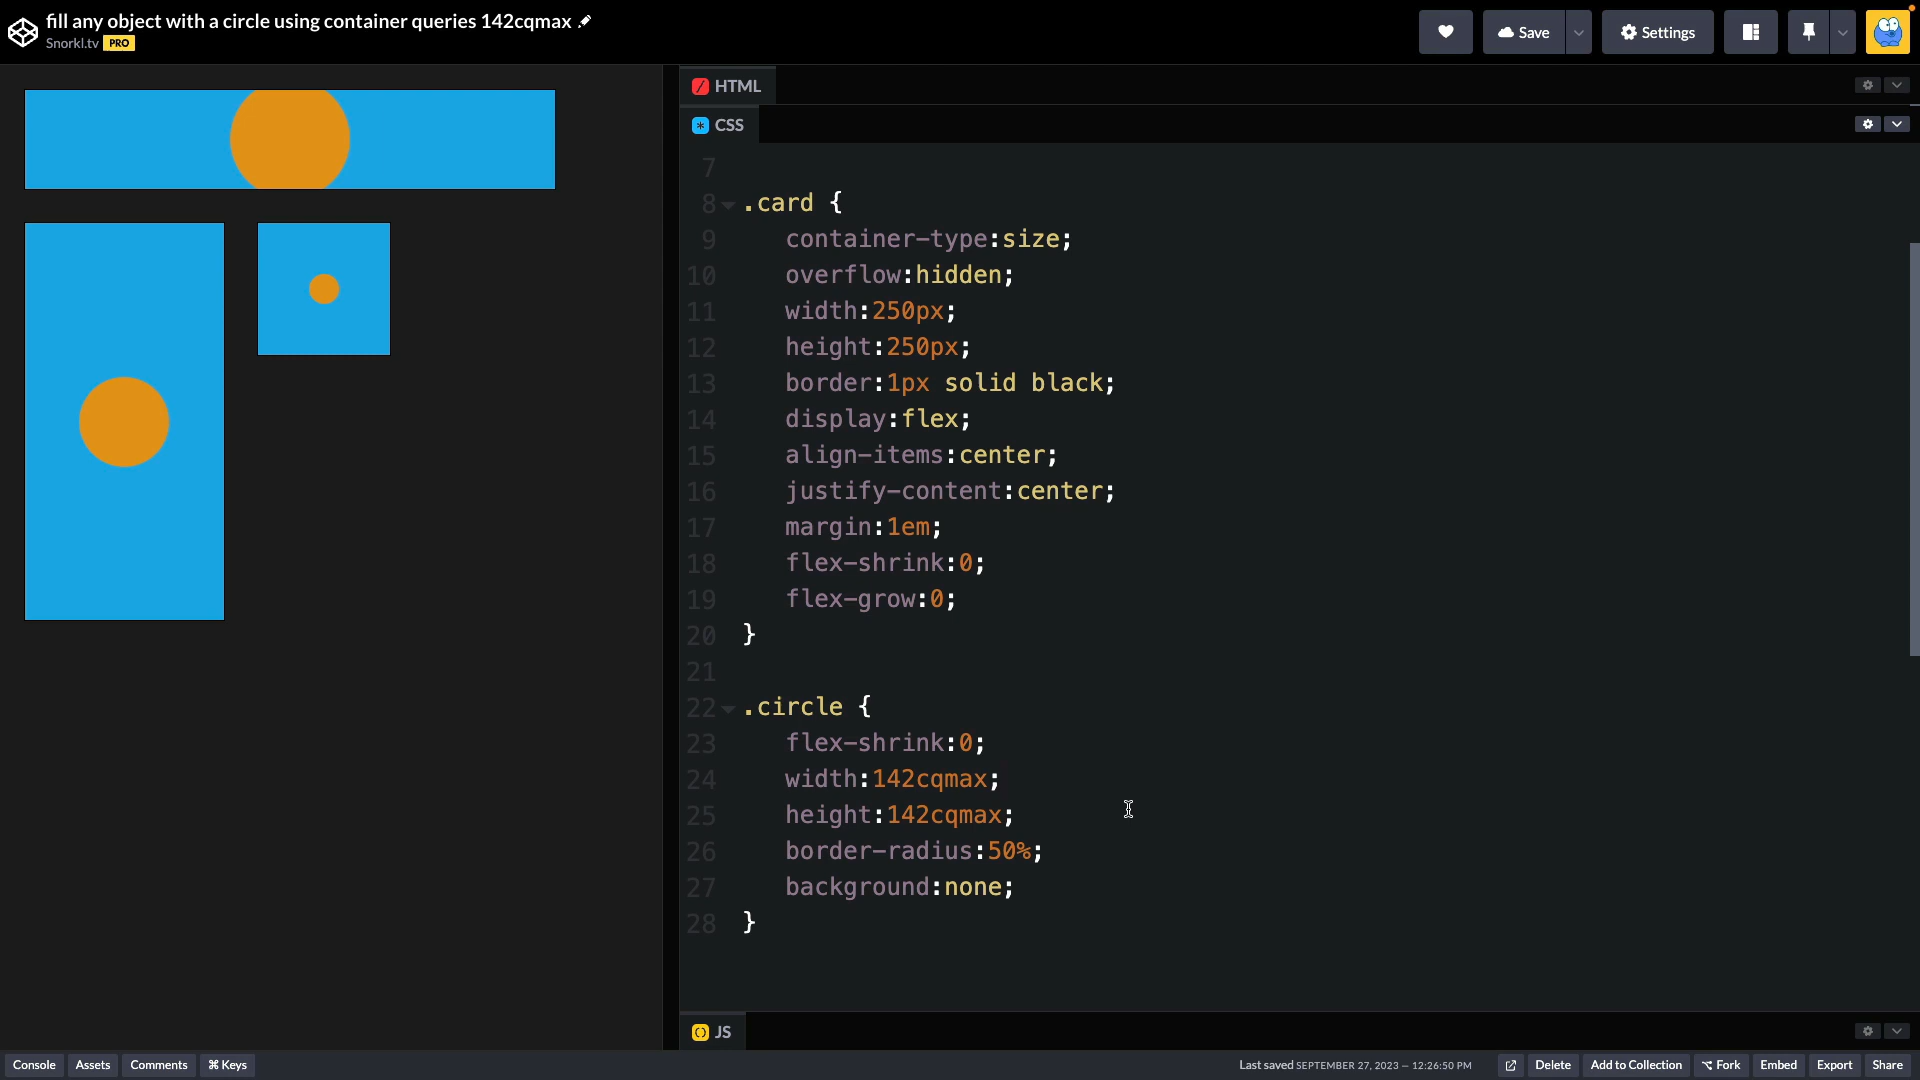 fill any object with a circle using container queries 142cqmax
Snorkl.tv PRO
Save
Settings
HTML
CSS
7
8 .card {
9 container-type:size;
10 overflow:hidden;
11 width:250px;
12 height:250px;
13 border:1px solid black;
14 display:flex;
15 align-items:center;
16 justify-content:center;
17 margin:1em;
18 flex-shrink:0;
19 flex-grow:0;
20 }
21
22 .circle {
23 flex-shrink:0;
24 width:142cqmax;
25 height:142cqmax;
26 border-radius:50%;
27 background:none;
28 }
JS
Console Assets Comments ⌘ Keys Last saved SEPTEMBER 27, 2023 — 12:26:50 PM Delete Add to Collection ⌥ Fork Embed Export Share